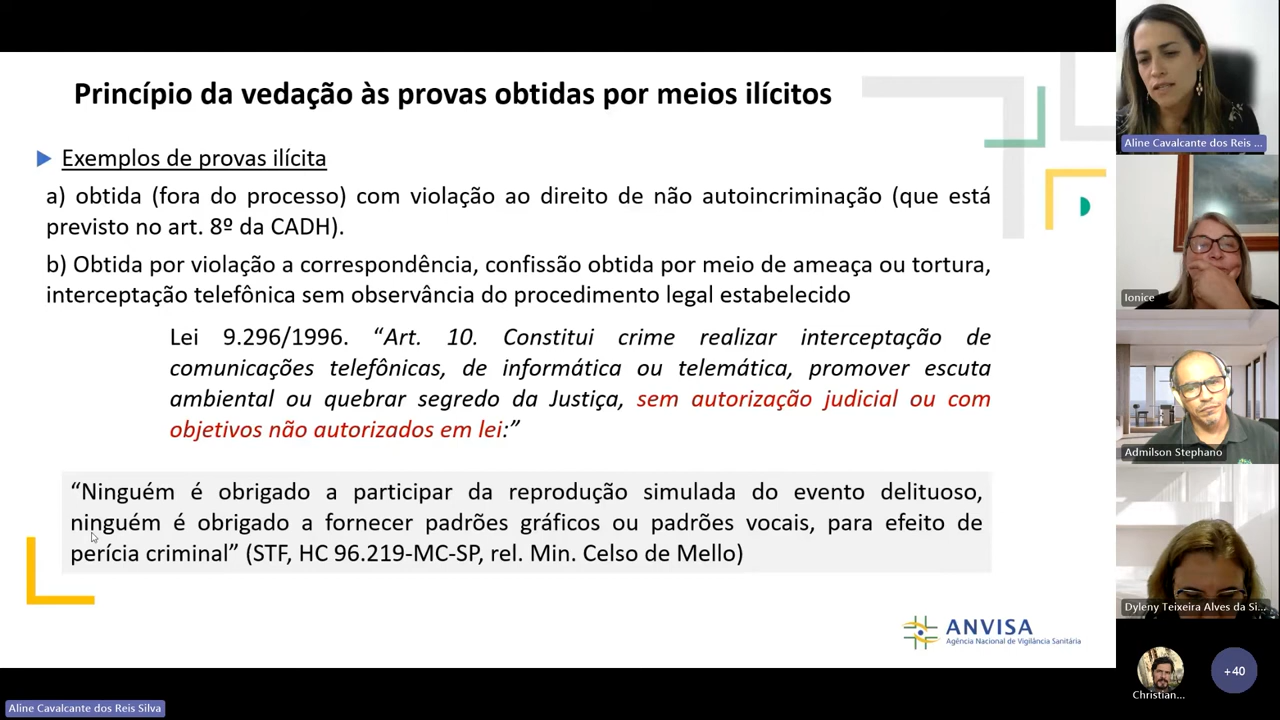 Princípio da vedação às provas obtidas por meios ilícitos
Exemplos de provas ilícita
a) obtida (fora do processo) com violação ao direito de não autoincriminação (que está
previsto no art. 8º da CADH).
b) Obtida por violação a correspondência, confissão obtida por meio de ameaça ou tortura,
interceptação telefônica sem observância do procedimento legal estabelecido
Lei 9.296/1996. “Art. 10. Constitui crime realizar interceptação de
comunicações telefônicas, de informática ou telemática, promover escuta
ambiental ou quebrar segredo da Justiça, sem autorização judicial ou com
objetivos não autorizados em lei:”
“Ninguém é obrigado a participar da reprodução simulada do evento delituoso,
ninguém é obrigado a fornecer padrões gráficos ou padrões vocais, para efeito de
perícia criminal” (STF, HC 96.219-MC-SP, rel. Min. Celso de Mello)
ANVISA
Agência Nacional de Vigilância Sanitária
Aline Cavalcante dos Reis Silva
Aline Cavalcante dos Reis ...
Ionice
Admilson Stephano
Dyleny Teixeira Alves da Si...
Christian...
+40